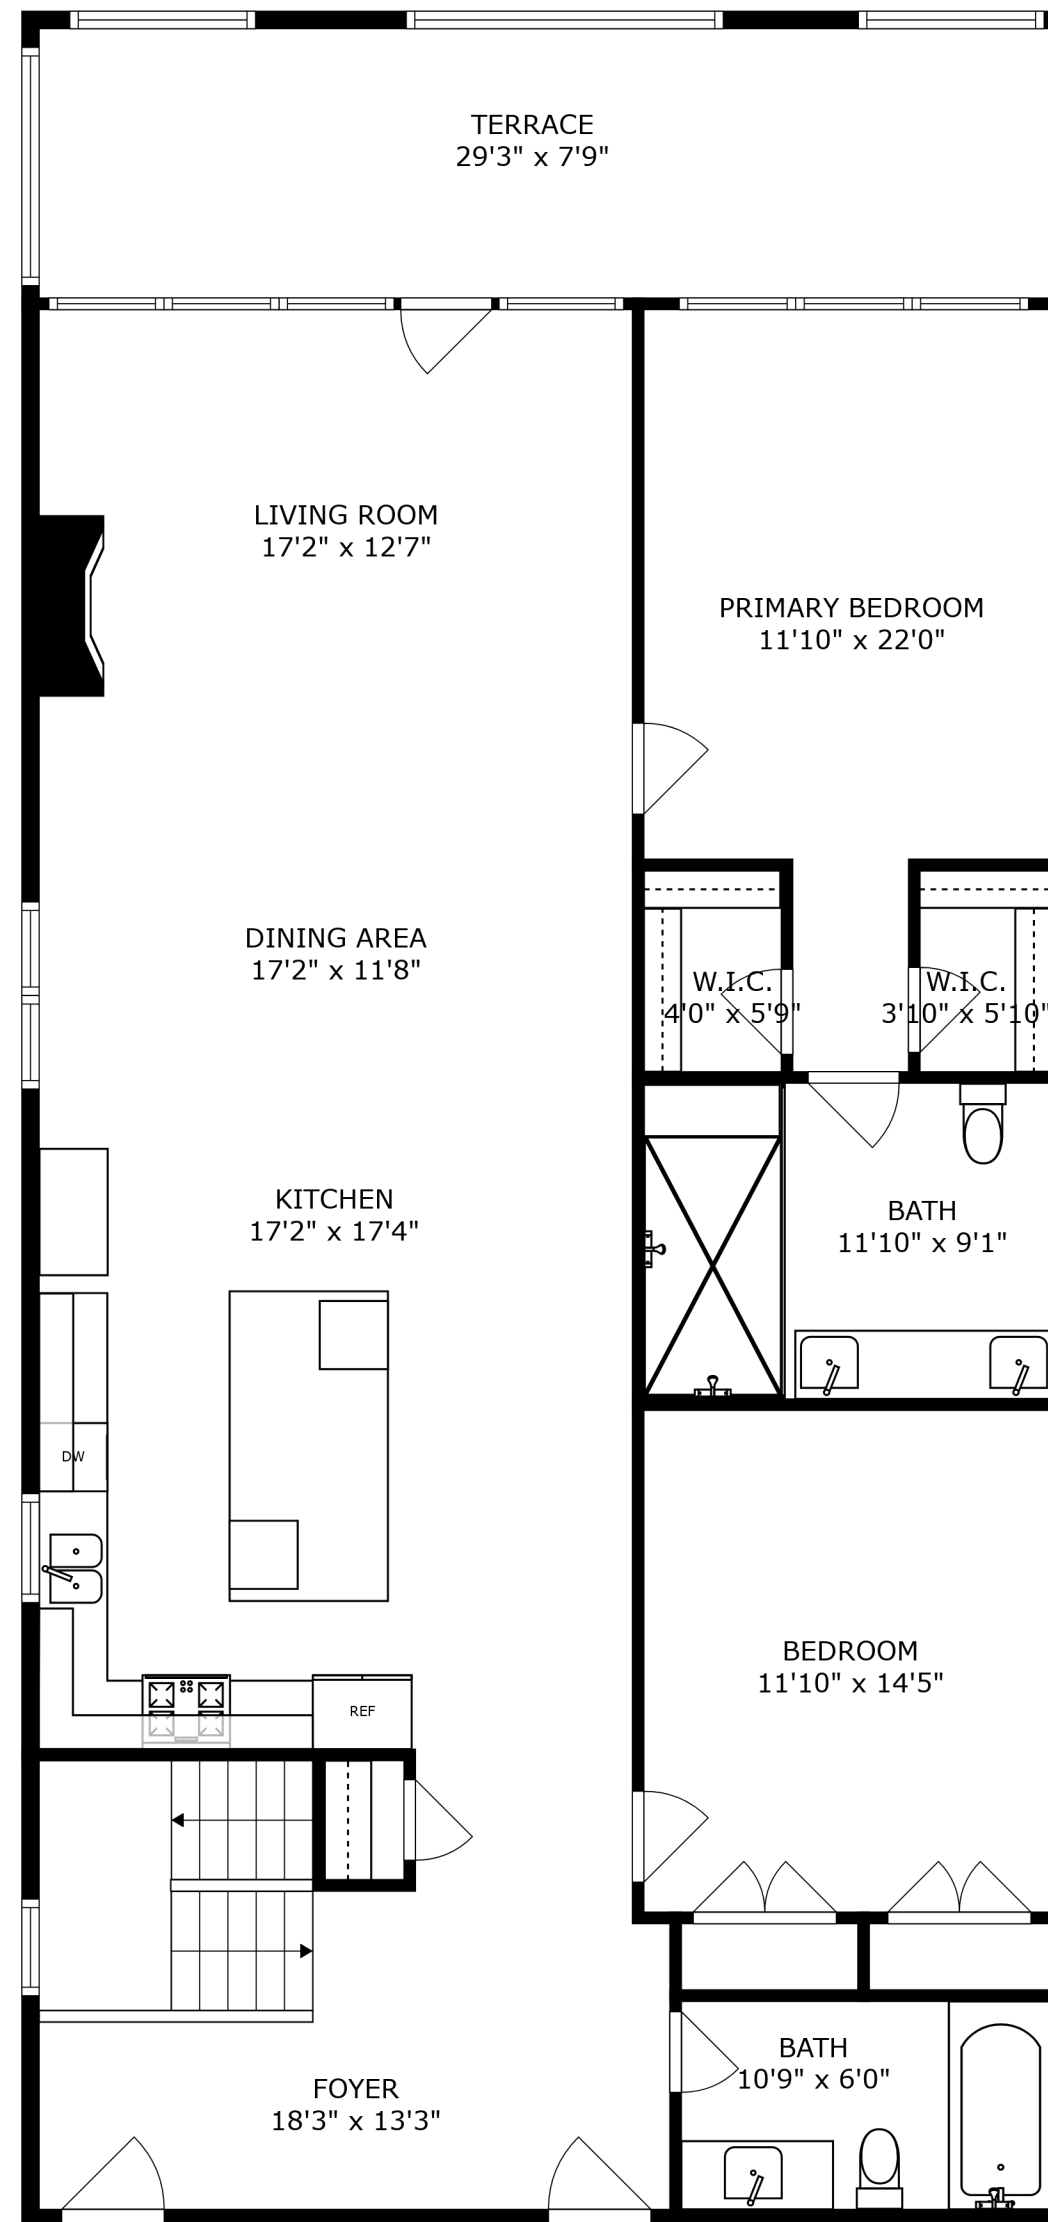 TERRACE
29'3" x 7'9"
LIVING ROOM
17'2" x 12'7"
PRIMARY BEDROOM
11'10" x 22'0"
DINING AREA
17'2" x 11'8"
W.I.C.
4'0" x 5'9"
W.I.C.
3'10" x 5'10"
KITCHEN
17'2" x 17'4"
BATH
11'10" x 9'1"
DW
BEDROOM
11'10" x 14'5"
REF
BATH
10'9" x 6'0"
FOYER
18'3" x 13'3"